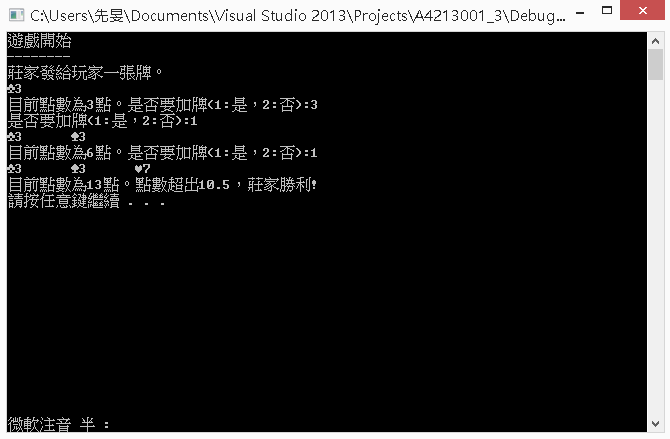 C:\Users\先旻\Documents\Visual Studio 2013\Projects\A4213001_3\Debug...
遊戲開始
--------
莊家發給玩家一張牌。
♣3
目前點數為3點。是否要加牌(1:是，2:否):3
是否要加牌(1:是，2:否):1
♣3 ♠3
目前點數為6點。是否要加牌(1:是，2:否):1
♣3 ♠3 ♥7
目前點數為13點。點數超出10.5，莊家勝利!
請按任意鍵繼續 . . .
微軟注音 半 :